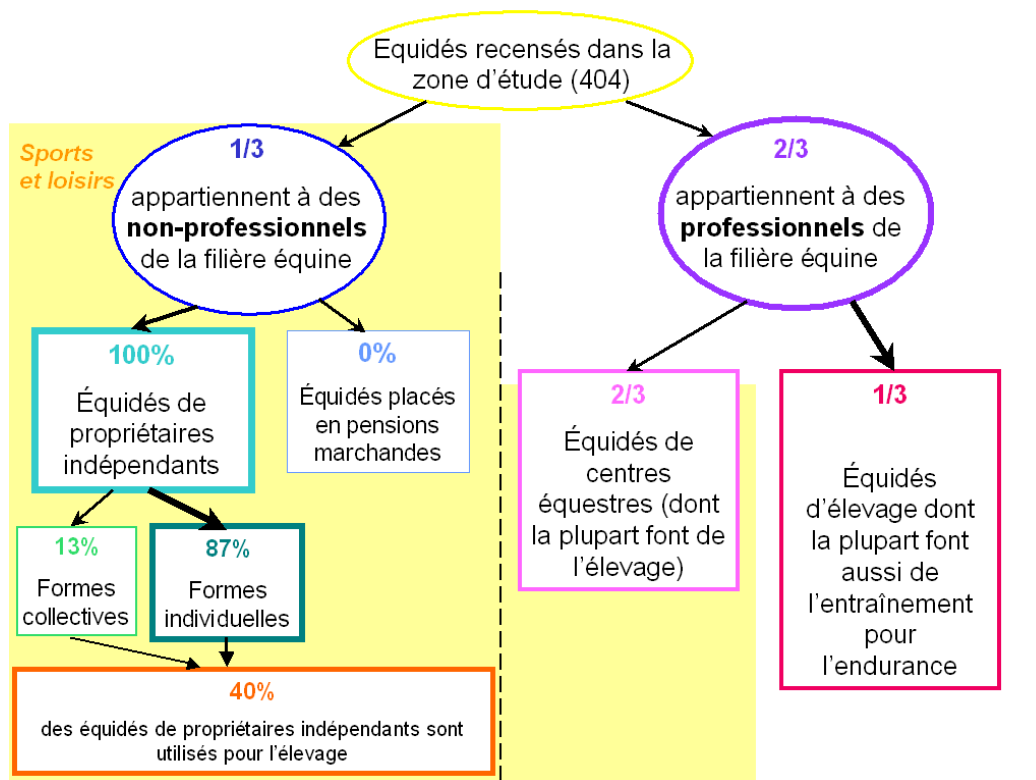 Equidés recensés dans la
zone d'étude (404)
Sports
et loisirs
1/3
appartiennent à des
non-professionnels
de la filière équine
2/3
appartiennent à des
professionnels de
la filière équine
100%
Équidés de
propriétaires
indépendants
0%
Équidés placés
en pensions
marchandes
2/3
Équidés de
centres
équestres (dont
la plupart font de
l'élevage)
1/3
Équidés
d'élevage dont
la plupart font
aussi de
l'entraînement
pour
l'endurance
13%
Formes
collectives
87%
Formes
individuelles
40%
des équidés de propriétaires indépendants sont
utilisés pour l'élevage